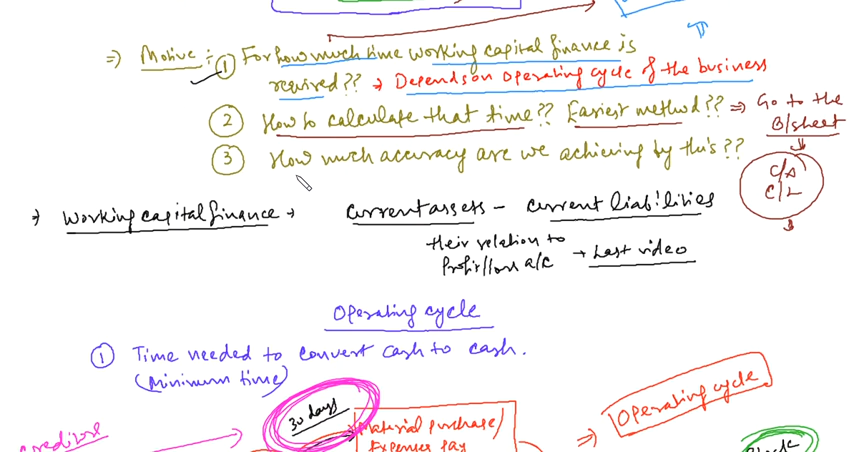 ⇒ Motive :- ① For how much time working capital finance is
required?? → Depends on operating cycle of the business
② How to calculate that time?? Easiest method?? ⇒ Go to the
B/sheet
③ How much accuracy are we achieving by this??
C/A
C/L
→ Working capital finance → current assets - current liabilities
their relation to
Profit/loss a/c → Last video
Operating cycle
① Time needed to convert cash to cash.
(Minimum time)
30 days
Operating cycle
creditors
Material purchase/
Expenses pay